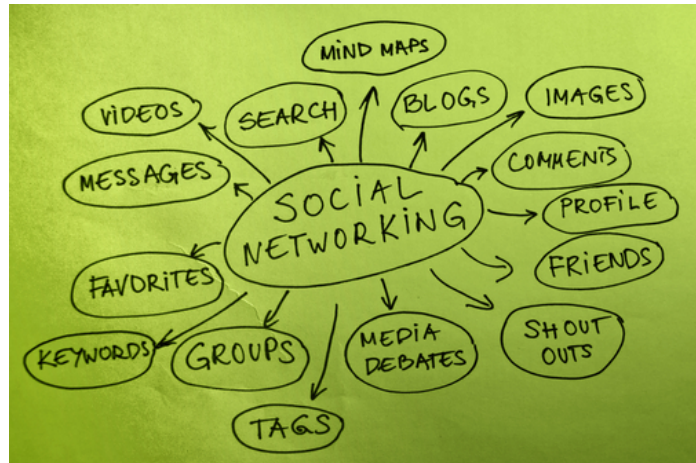 MIND MAPS
VIDEOS
SEARCH
BLOGS
IMAGES
MESSAGES
COMMENTS
SOCIAL
NETWORKING
PROFILE
FAVORITES
FRIENDS
KEYWORDS
GROUPS
MEDIA
DEBATES
SHOUT
OUTS
TAGS